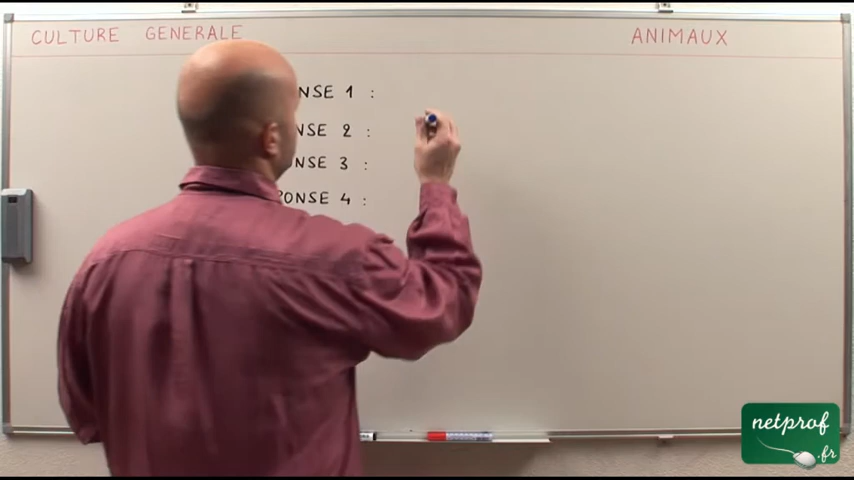 CULTURE GENERALE ANIMAUX
NSE 1 :
NSE 2 :
NSE 3 :
PONSE 4 :
netprof
.fr